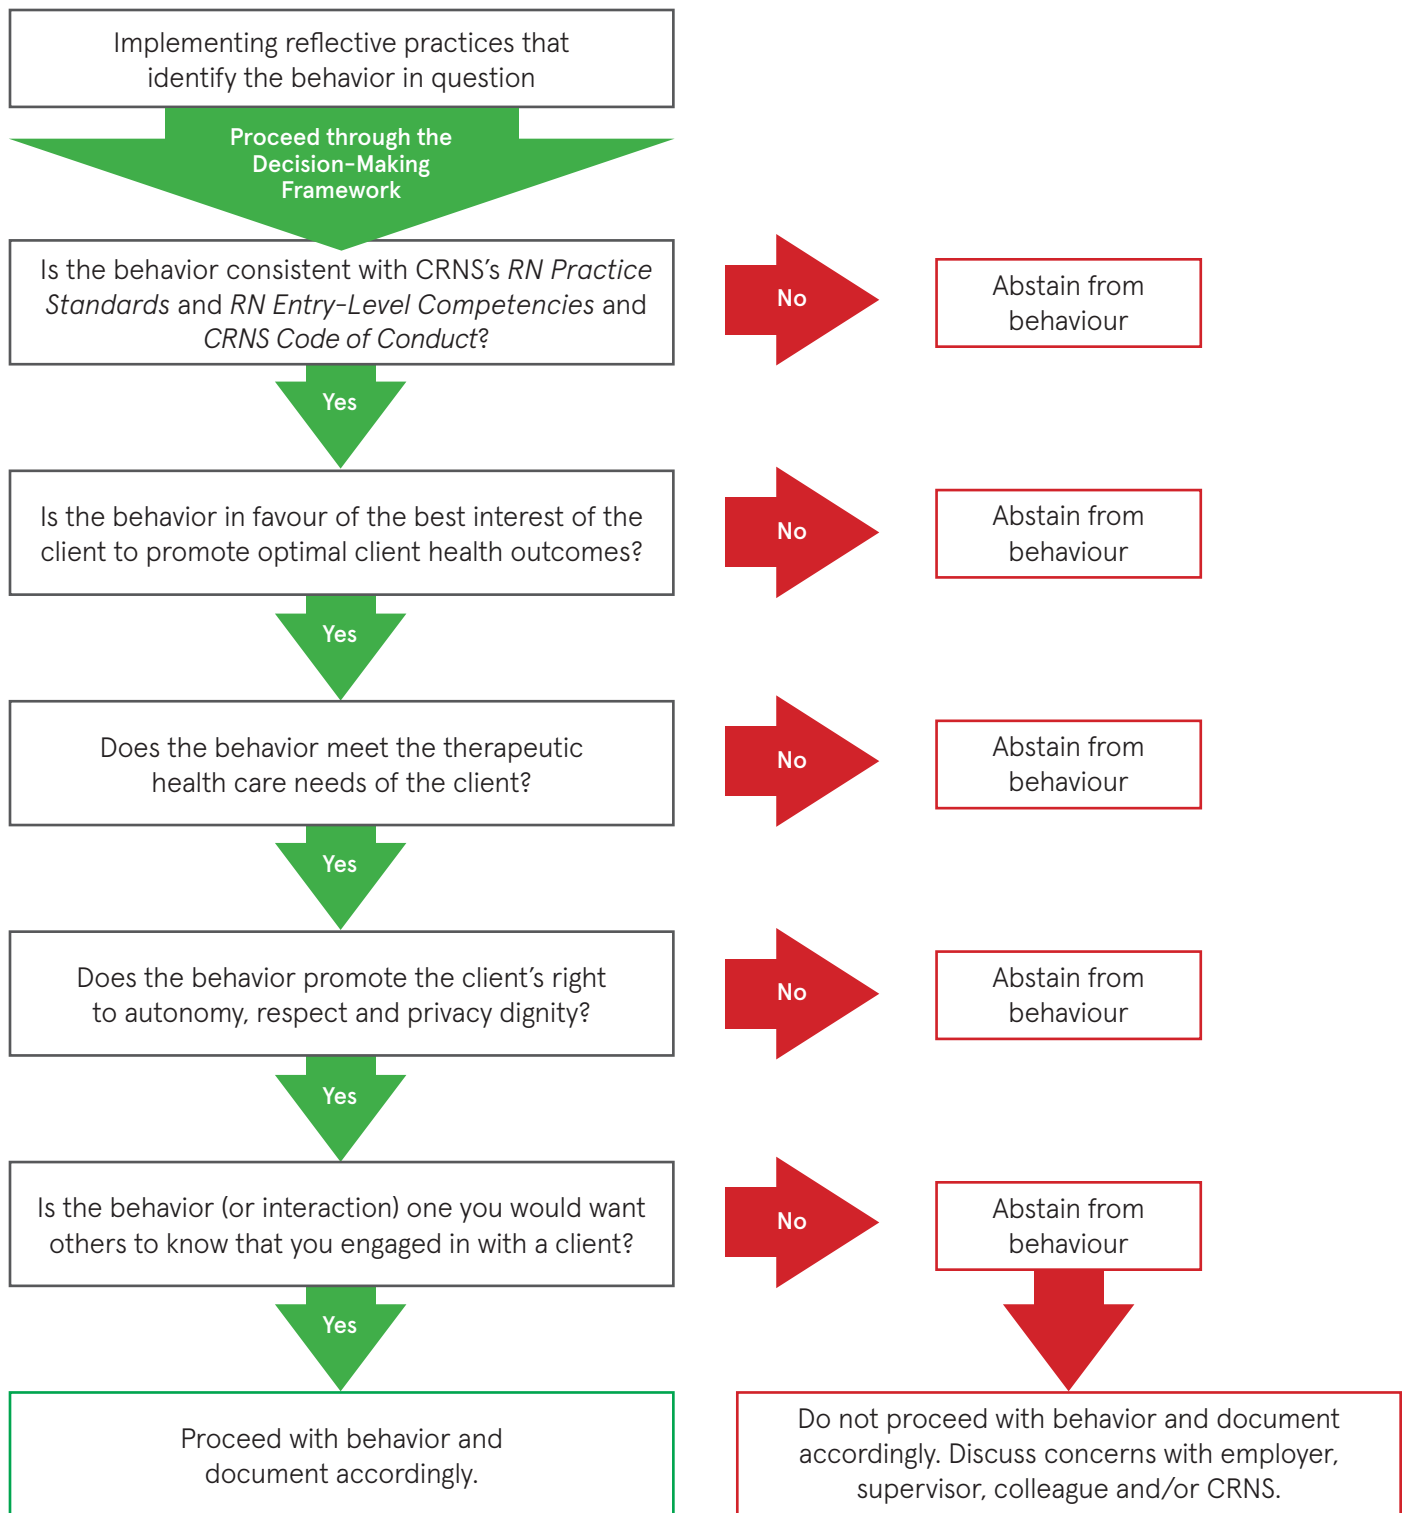 Implementing reflective practices that
identify the behavior in question
Proceed through the
Decision-Making
Framework
Is the behavior consistent with CRNS’s RN Practice
Standards and RN Entry-Level Competencies and
CRNS Code of Conduct?
No
Abstain from
behaviour
Yes
Is the behavior in favour of the best interest of the
client to promote optimal client health outcomes?
No
Abstain from
behaviour
Yes
Does the behavior meet the therapeutic
health care needs of the client?
No
Abstain from
behaviour
Yes
Does the behavior promote the client’s right
to autonomy, respect and privacy dignity?
No
Abstain from
behaviour
Yes
Is the behavior (or interaction) one you would want
others to know that you engaged in with a client?
No
Abstain from
behaviour
Yes
Proceed with behavior and
document accordingly.
Do not proceed with behavior and document
accordingly. Discuss concerns with employer,
supervisor, colleague and/or CRNS.